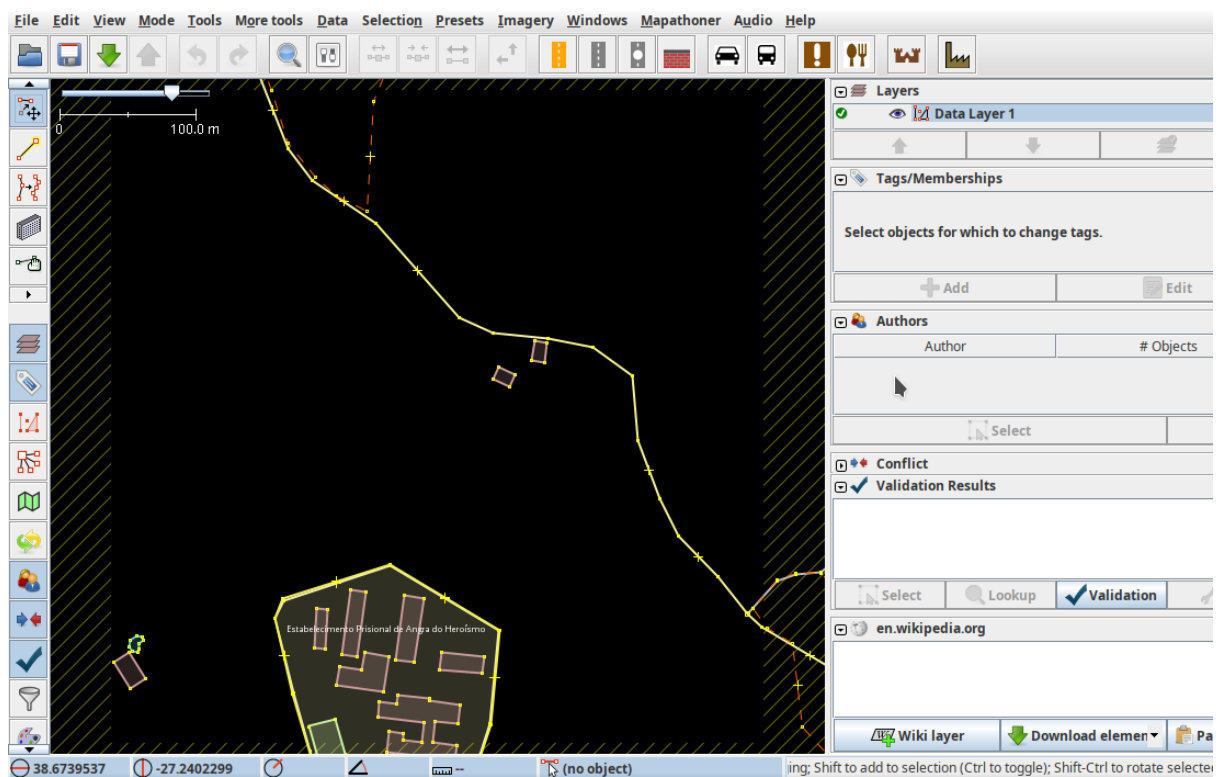 File Edit View Mode Tools More tools Data Selection Presets Imagery Windows Mapathoner Audio Help
0 100.0 m
Layers
Data Layer 1
Tags/Memberships
Select objects for which to change tags.
Add Edit
Authors
Author # Objects
Select
Conflict
Validation Results
Select Lookup Validation
Estabelecimento Prisional de Angra do Heroísmo
en.wikipedia.org
Wiki layer Download elemen Pa
38.6739537 -27.2402299 -- (no object) ing; Shift to add to selection (Ctrl to toggle); Shift-Ctrl to rotate selected